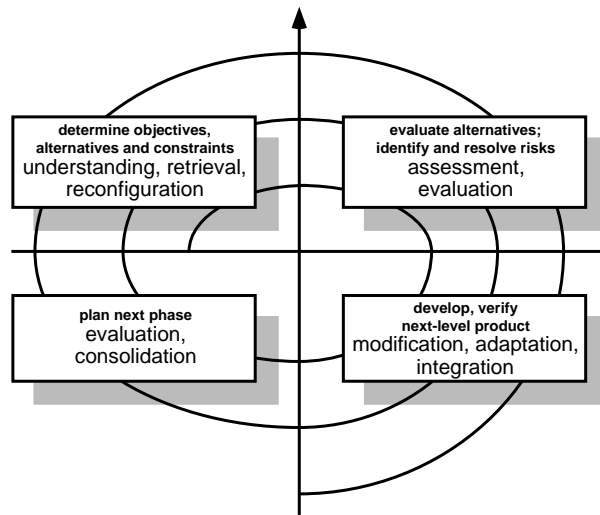 determine objectives,
alternatives and constraints
understanding, retrieval,
reconfiguration
evaluate alternatives;
identify and resolve risks
assessment,
evaluation
plan next phase
evaluation,
consolidation
develop, verify
next-level product
modification, adaptation,
integration